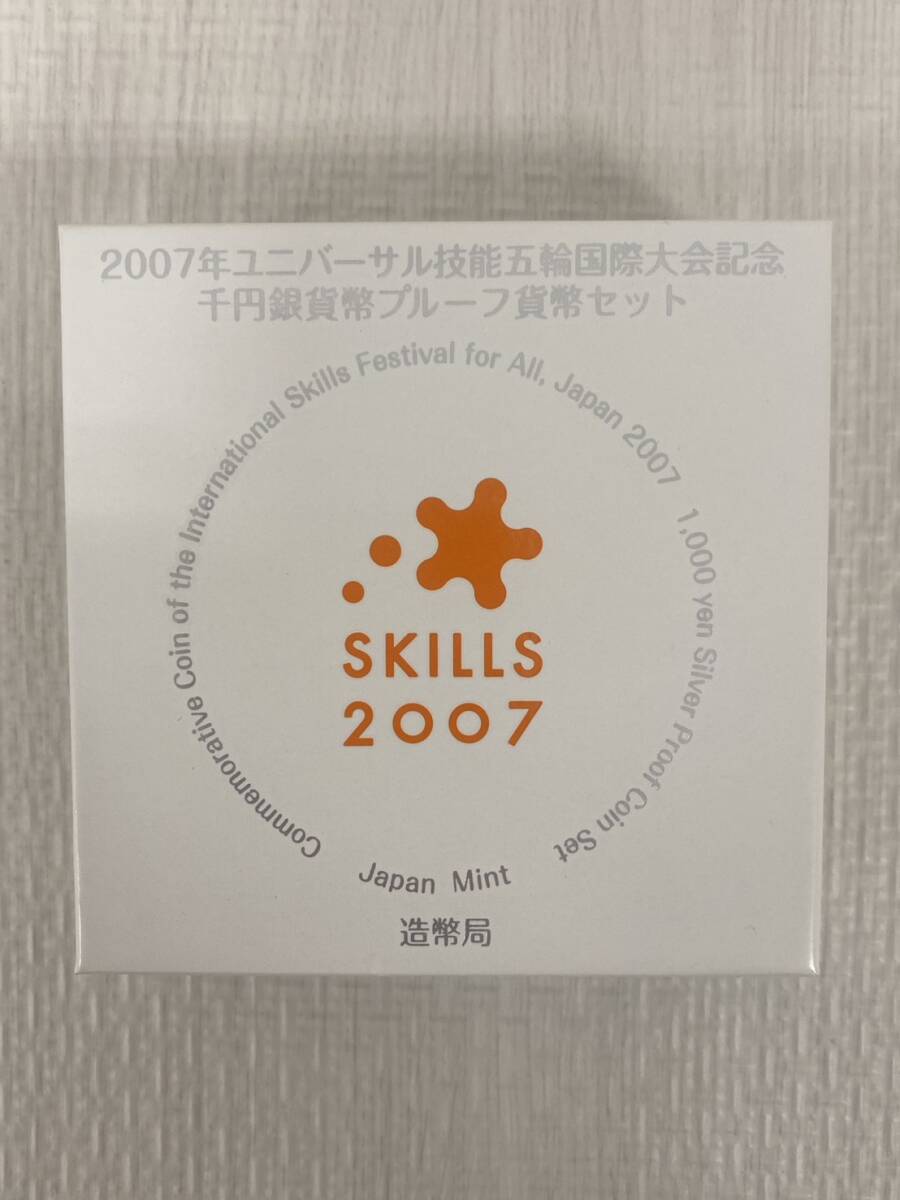 2007年ユニバーサル技能五輪国際大会記念
千円銀貨幣プルーフ貨幣セット
Commemorative Coin of the International Skills Festival for All, Japan 2007 1,000 yen Silver Proof Coin Set
SKILLS
2007
Japan Mint
造幣局